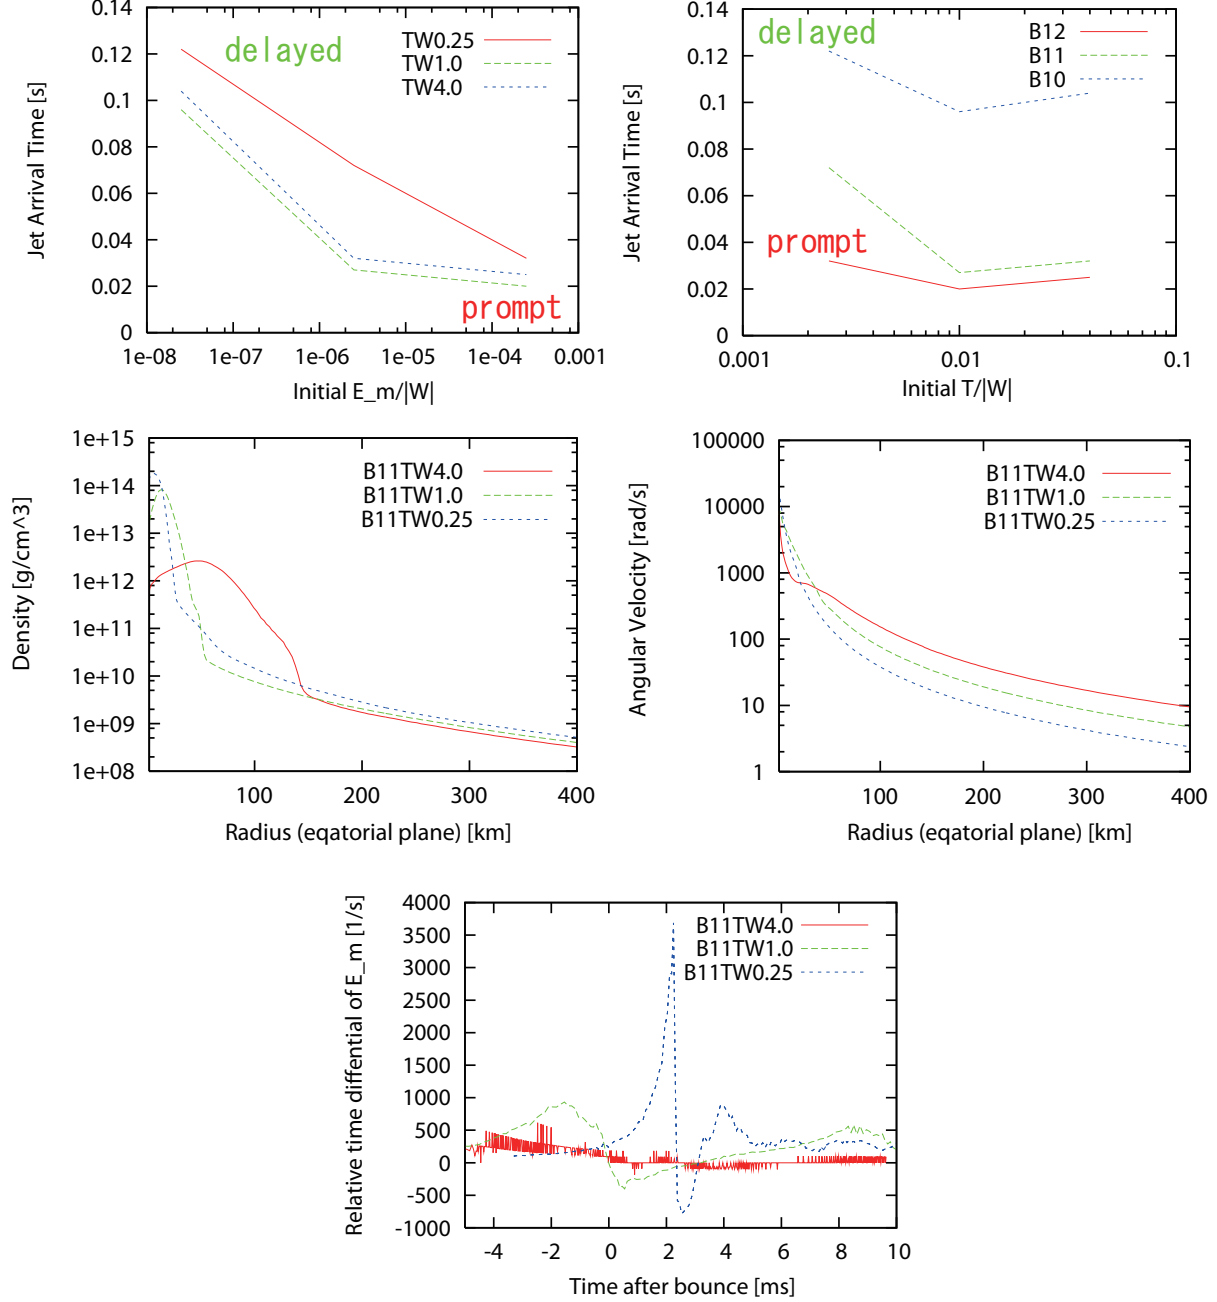 0.14
0.12
0.1
0.08
0.06
0.04
0.02
0
Jet Arrival Time [s]
delayed
TW0.25
TW1.0
TW4.0
prompt
1e-08 1e-07 1e-06 1e-05 1e-04 0.001
Initial E_m/|W|
0.14
0.12
0.1
0.08
0.06
0.04
0.02
0
Jet Arrival Time [s]
delayed
B12
B11
B10
prompt
0.001 0.01 0.1
Initial T/|W|
1e+15
1e+14
1e+13
1e+12
1e+11
1e+10
1e+09
1e+08
Density [g/cm^3]
B11TW4.0
B11TW1.0
B11TW0.25
100 200 300 400
Radius (eqatorial plane) [km]
100000
10000
1000
100
10
1
Angular Velocity [rad/s]
B11TW4.0
B11TW1.0
B11TW0.25
100 200 300 400
Radius (eqatorial plane) [km]
4000
3500
3000
2500
2000
1500
1000
500
0
-500
-1000
Relative time diffential of E_m [1/s]
B11TW4.0
B11TW1.0
B11TW0.25
-4 -2 0 2 4 6 8 10
Time after bounce [ms]